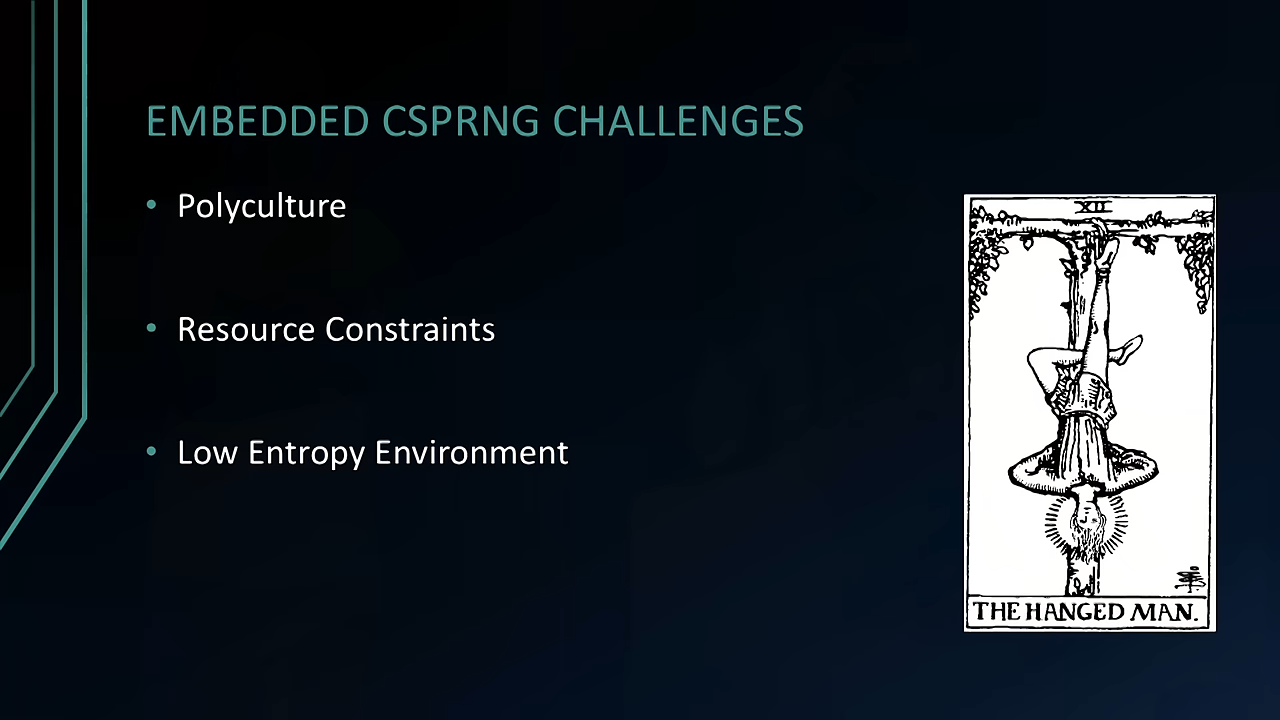 EMBEDDED CSPRNG CHALLENGES
• Polyculture
• Resource Constraints
• Low Entropy Environment
XII
THE HANGED MAN.